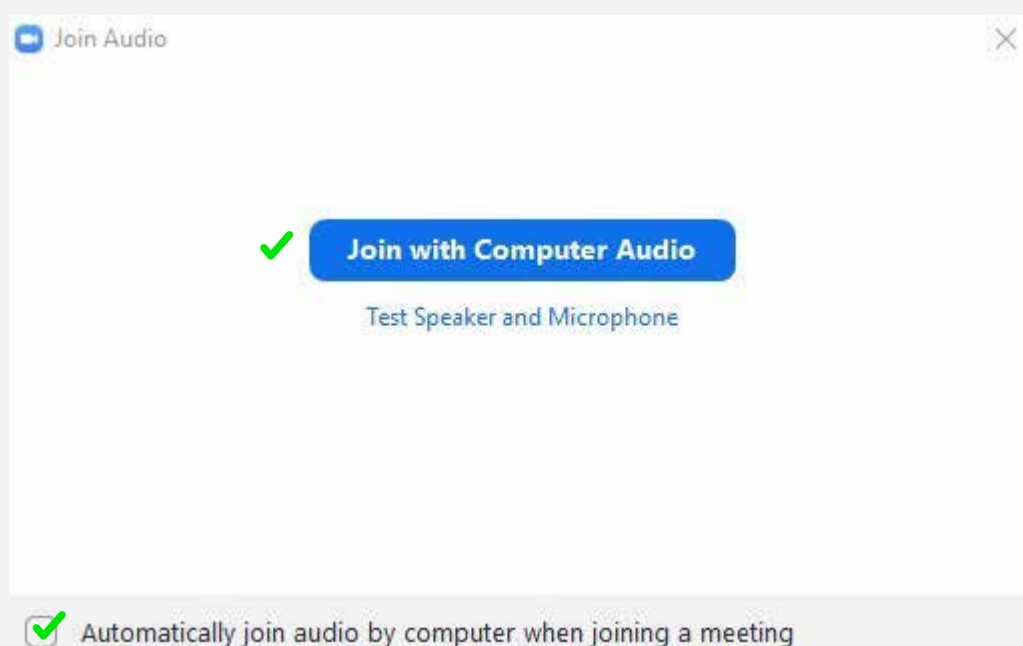 Join Audio
Join with Computer Audio
Test Speaker and Microphone
Automatically join audio by computer when joining a meeting